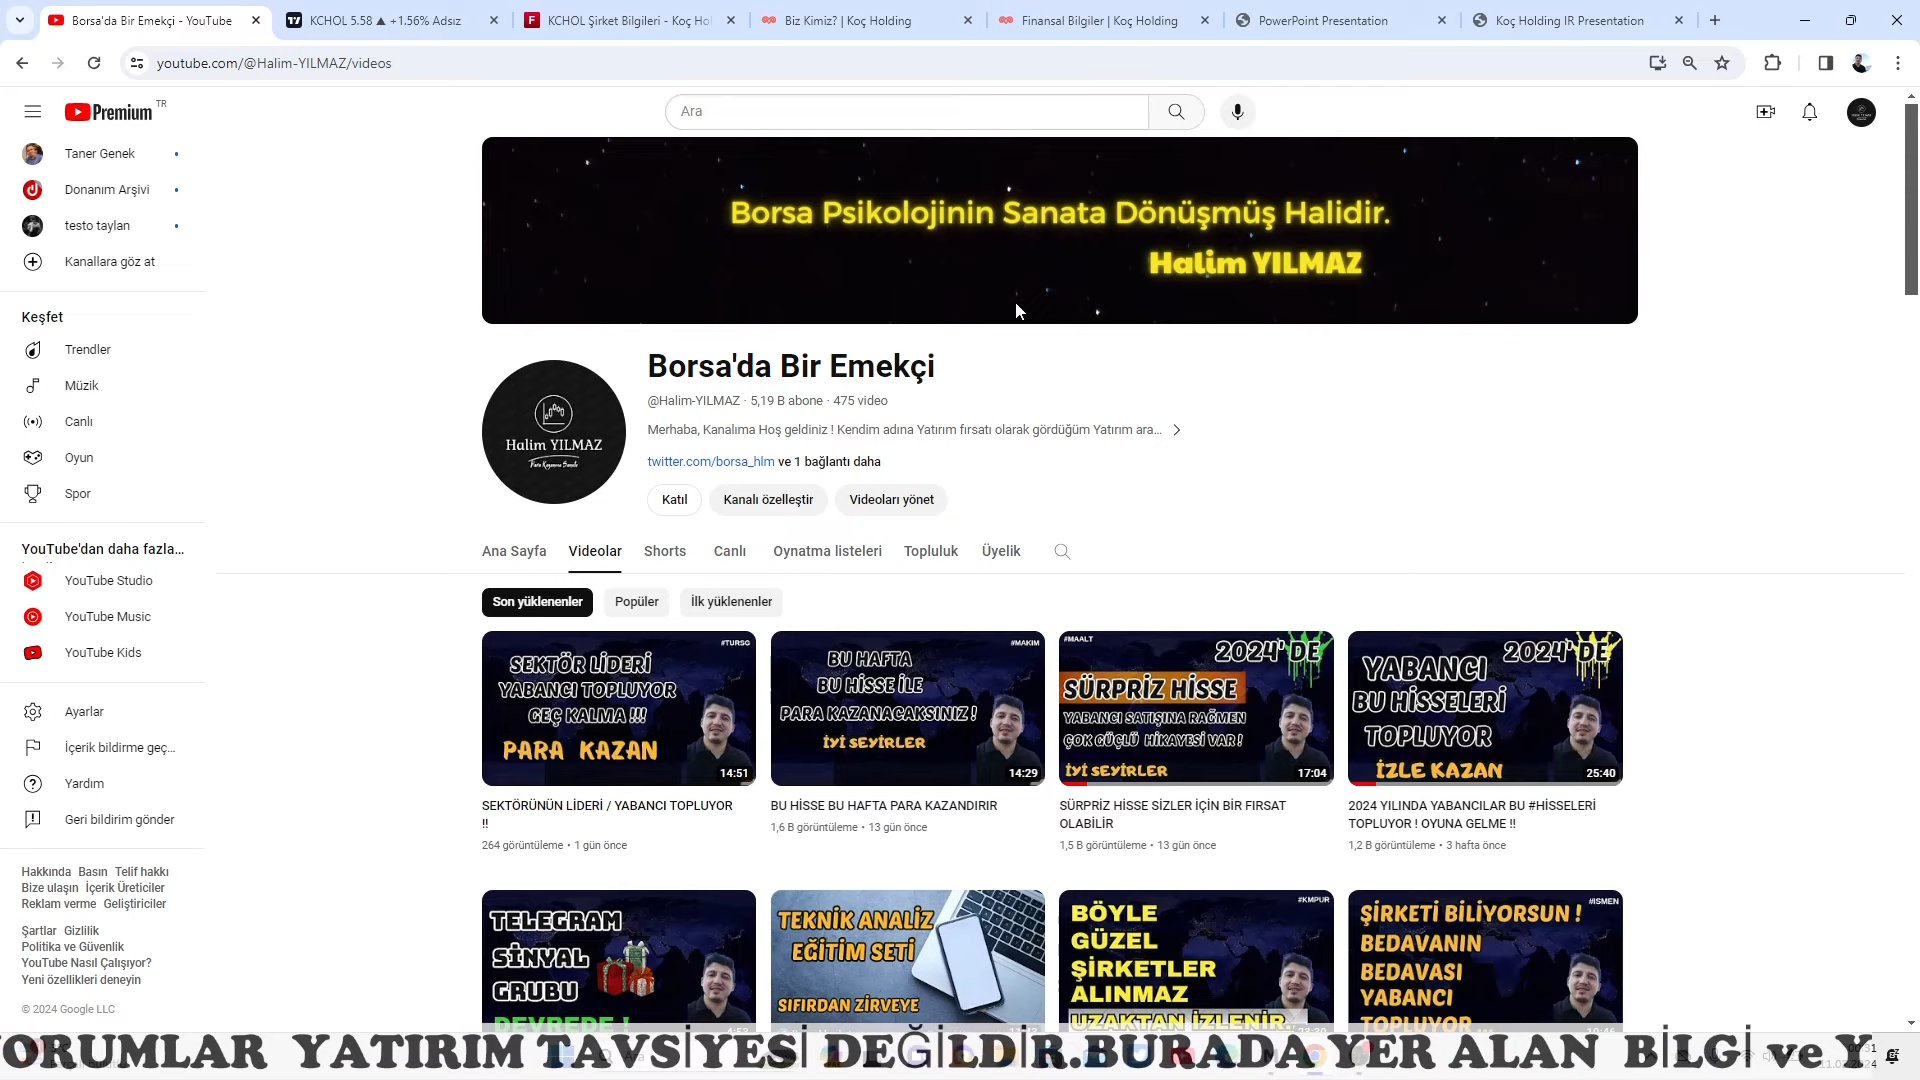 Borsa'da Bir Emekçi - YouTube
KCHOL 5.58 ▲ +1.56% Adsız
KCHOL Şirket Bilgileri - Koç Hol
Biz Kimiz? | Koç Holding
Finansal Bilgiler | Koç Holding
PowerPoint Presentation
Koç Holding IR Presentation
youtube.com/@Halim-YILMAZ/videos
Premium TR
Ara
Taner Genek
Donanım Arşivi
testo taylan
Kanallara göz at
Keşfet
Trendler
Müzik
Canlı
Oyun
Spor
YouTube'dan daha fazla...
YouTube Studio
YouTube Music
YouTube Kids
Ayarlar
İçerik bildirme geç...
Yardım
Geri bildirim gönder
Hakkında Basın Telif hakkı
Bize ulaşın İçerik Üreticiler
Reklam verme Geliştiriciler
Şartlar Gizlilik
Politika ve Güvenlik
YouTube Nasıl Çalışıyor?
Yeni özellikleri deneyin
© 2024 Google LLC
Borsa Psikolojinin Sanata Dönüşmüş Halidir.
Halim YILMAZ
Halim YILMAZ
Para Kazanma Sanatı
Borsa'da Bir Emekçi
@Halim-YILMAZ · 5,19 B abone · 475 video
Merhaba, Kanalıma Hoş geldiniz ! Kendim adına Yatırım fırsatı olarak gördüğüm Yatırım ara...
twitter.com/borsa_hlm ve 1 bağlantı daha
Katıl
Kanalı özelleştir
Videoları yönet
Ana Sayfa
Videolar
Shorts
Canlı
Oynatma listeleri
Topluluk
Üyelik
Son yüklenenler
Popüler
İlk yüklenenler
#TURSG
SEKTÖR LİDERİ
YABANCI TOPLUYOR
GEÇ KALMA !!!
PARA KAZAN
14:51
SEKTÖRÜNÜN LİDERİ / YABANCI TOPLUYOR
!!
264 görüntüleme • 1 gün önce
#MAKIM
BU HAFTA
BU HİSSE İLE
PARA KAZANACAKSINIZ !
İYİ SEYİRLER
14:29
BU HİSSE BU HAFTA PARA KAZANDIRIR
1,6 B görüntüleme • 13 gün önce
#MAALT
2024'DE
SÜRPRİZ HİSSE
YABANCI SATIŞINA RAĞMEN
ÇOK GÜÇLÜ HİKAYESİ VAR !
İYİ SEYİRLER
17:04
SÜRPRİZ HİSSE SİZLER İÇİN BİR FIRSAT
OLABİLİR
1,5 B görüntüleme • 13 gün önce
2024'DE
YABANCI
BU HİSSELERİ
TOPLUYOR
İZLE KAZAN
25:40
2024 YILINDA YABANCILAR BU #HİSSELERİ
TOPLUYOR ! OYUNA GELME !!
1,2 B görüntüleme • 3 hafta önce
TELEGRAM
SİNYAL
GRUBU
DEVREDE !
TEKNİK ANALİZ
EĞİTİM SETİ
SIFIRDAN ZİRVEYE
#KMPUR
BÖYLE
GÜZEL
ŞİRKETLER
ALINMAZ
UZAKTAN İZLENİR.
#ISMEN
ŞİRKETİ BİLİYORSUN !
BEDAVANIN
BEDAVASI
YABANCI
TOPLUYOR
ORUMLAR YATIRIM TAVSİYESİ DEĞİLDİR.BURADA YER ALAN BİLGİ ve Y